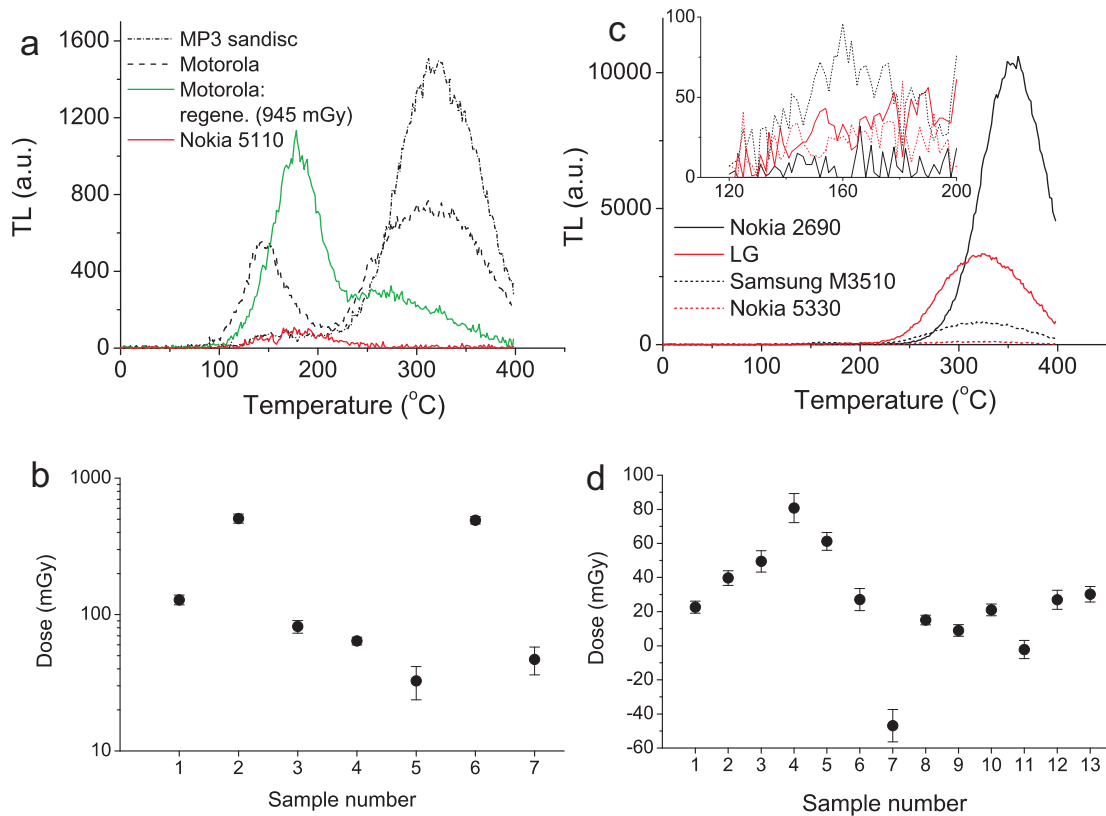 a
1600
1200
800
400
0
TL (a.u.)
MP3 sandisc
Motorola
Motorola:
regene. (945 mGy)
Nokia 5110
0 100 200 300 400
Temperature (°C)
c
10000
5000
0
TL (a.u.)
100
50
0
120 160 200
Nokia 2690
LG
Samsung M3510
Nokia 5330
0 100 200 300 400
Temperature (°C)
b
1000
100
10
Dose (mGy)
1 2 3 4 5 6 7
Sample number
d
100
80
60
40
20
0
-20
-40
-60
Dose (mGy)
1 2 3 4 5 6 7 8 9 10 11 12 13
Sample number